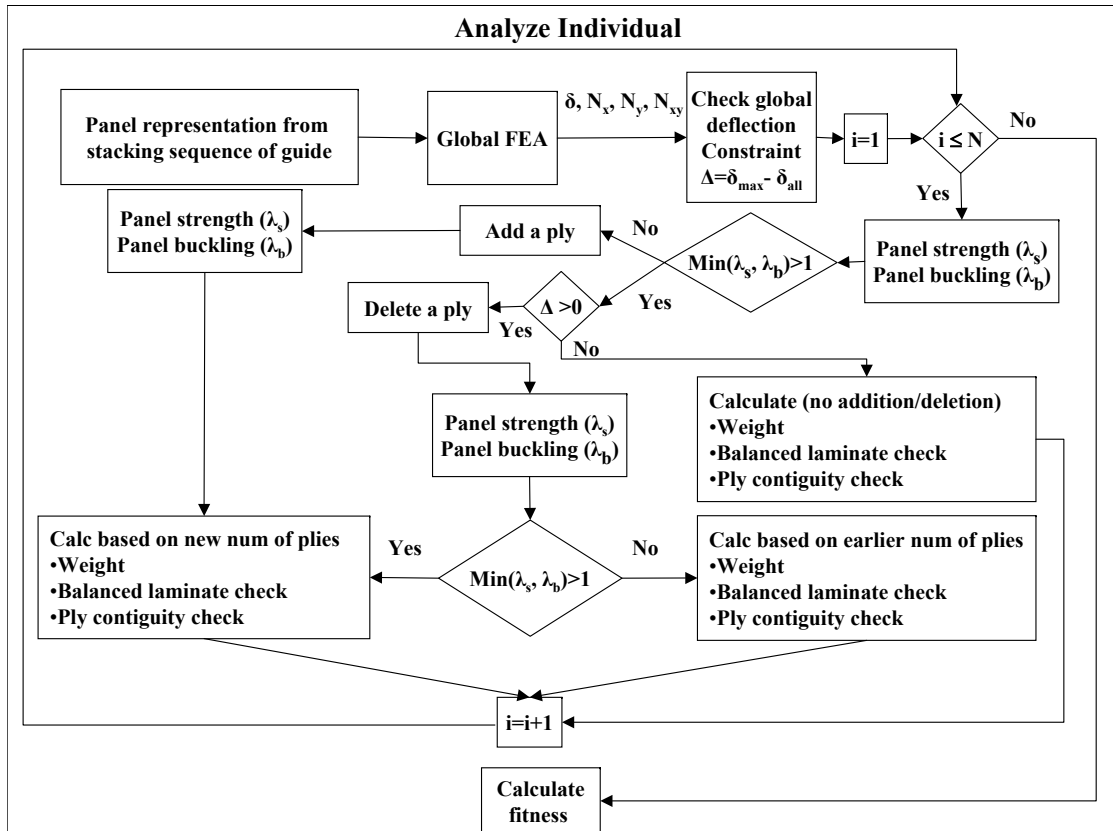 Analyze Individual
Panel representation from
stacking sequence of guide
Global FEA
δ, Nx, Ny, Nxy
Check global
deflection
Constraint
Δ=δmax- δall
i=1
i ≤ N
No
Yes
Panel strength (λs)
Panel buckling (λb)
Min(λs, λb)>1
No
Add a ply
Panel strength (λs)
Panel buckling (λb)
Yes
Δ >0
Yes
Delete a ply
No
Panel strength (λs)
Panel buckling (λb)
Calculate (no addition/deletion)
•Weight
•Balanced laminate check
•Ply contiguity check
Min(λs, λb)>1
Yes
No
Calc based on new num of plies
•Weight
•Balanced laminate check
•Ply contiguity check
Calc based on earlier num of plies
•Weight
•Balanced laminate check
•Ply contiguity check
i=i+1
Calculate
fitness